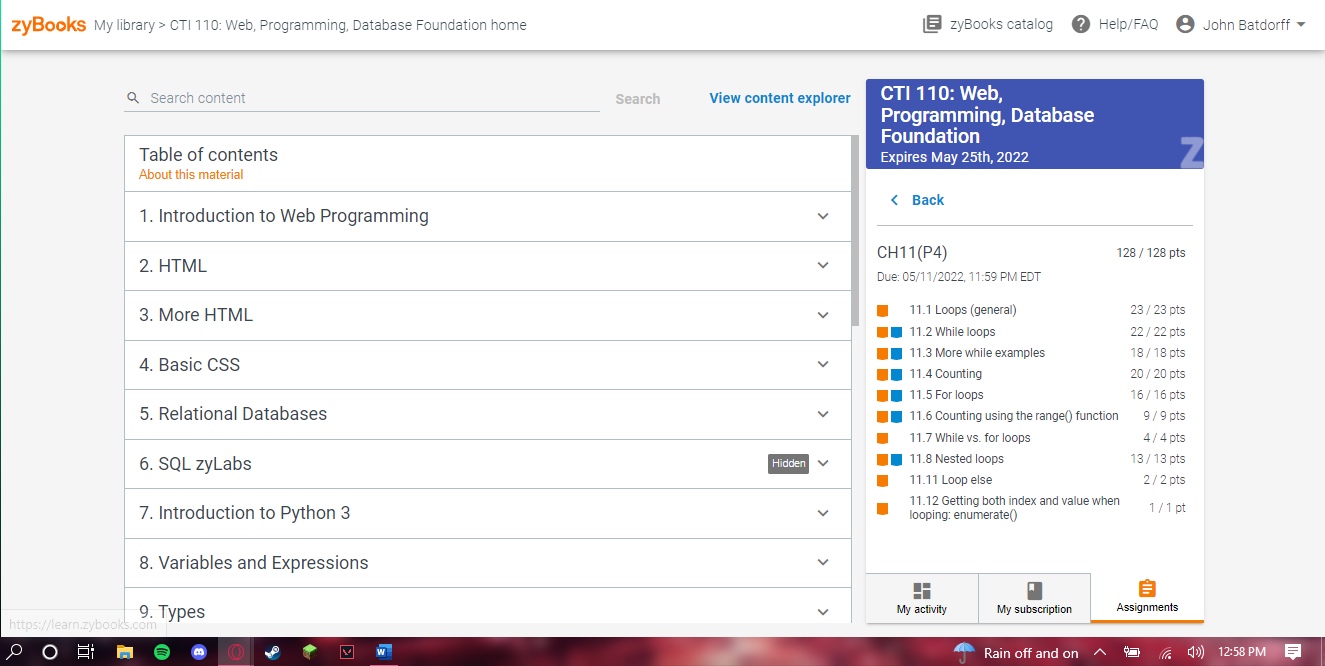 zyBooks My library > CTI 110: Web, Programming, Database Foundation home
zyBooks catalog
Help/FAQ
John Batdorff
Search content
Search
View content explorer
Table of contents
About this material
1. Introduction to Web Programming
2. HTML
3. More HTML
4. Basic CSS
5. Relational Databases
6. SQL zyLabs
Hidden
7. Introduction to Python 3
8. Variables and Expressions
9. Types
https://learn.zybooks.com
CTI 110: Web,
Programming, Database
Foundation
Expires May 25th, 2022
Z
Back
CH11(P4) 128 / 128 pts
Due: 05/11/2022, 11:59 PM EDT
11.1 Loops (general) 23 / 23 pts
11.2 While loops 22 / 22 pts
11.3 More while examples 18 / 18 pts
11.4 Counting 20 / 20 pts
11.5 For loops 16 / 16 pts
11.6 Counting using the range() function 9 / 9 pts
11.7 While vs. for loops 4 / 4 pts
11.8 Nested loops 13 / 13 pts
11.11 Loop else 2 / 2 pts
11.12 Getting both index and value when
looping: enumerate() 1 / 1 pt
My activity
My subscription
Assignments
Rain off and on
12:58 PM